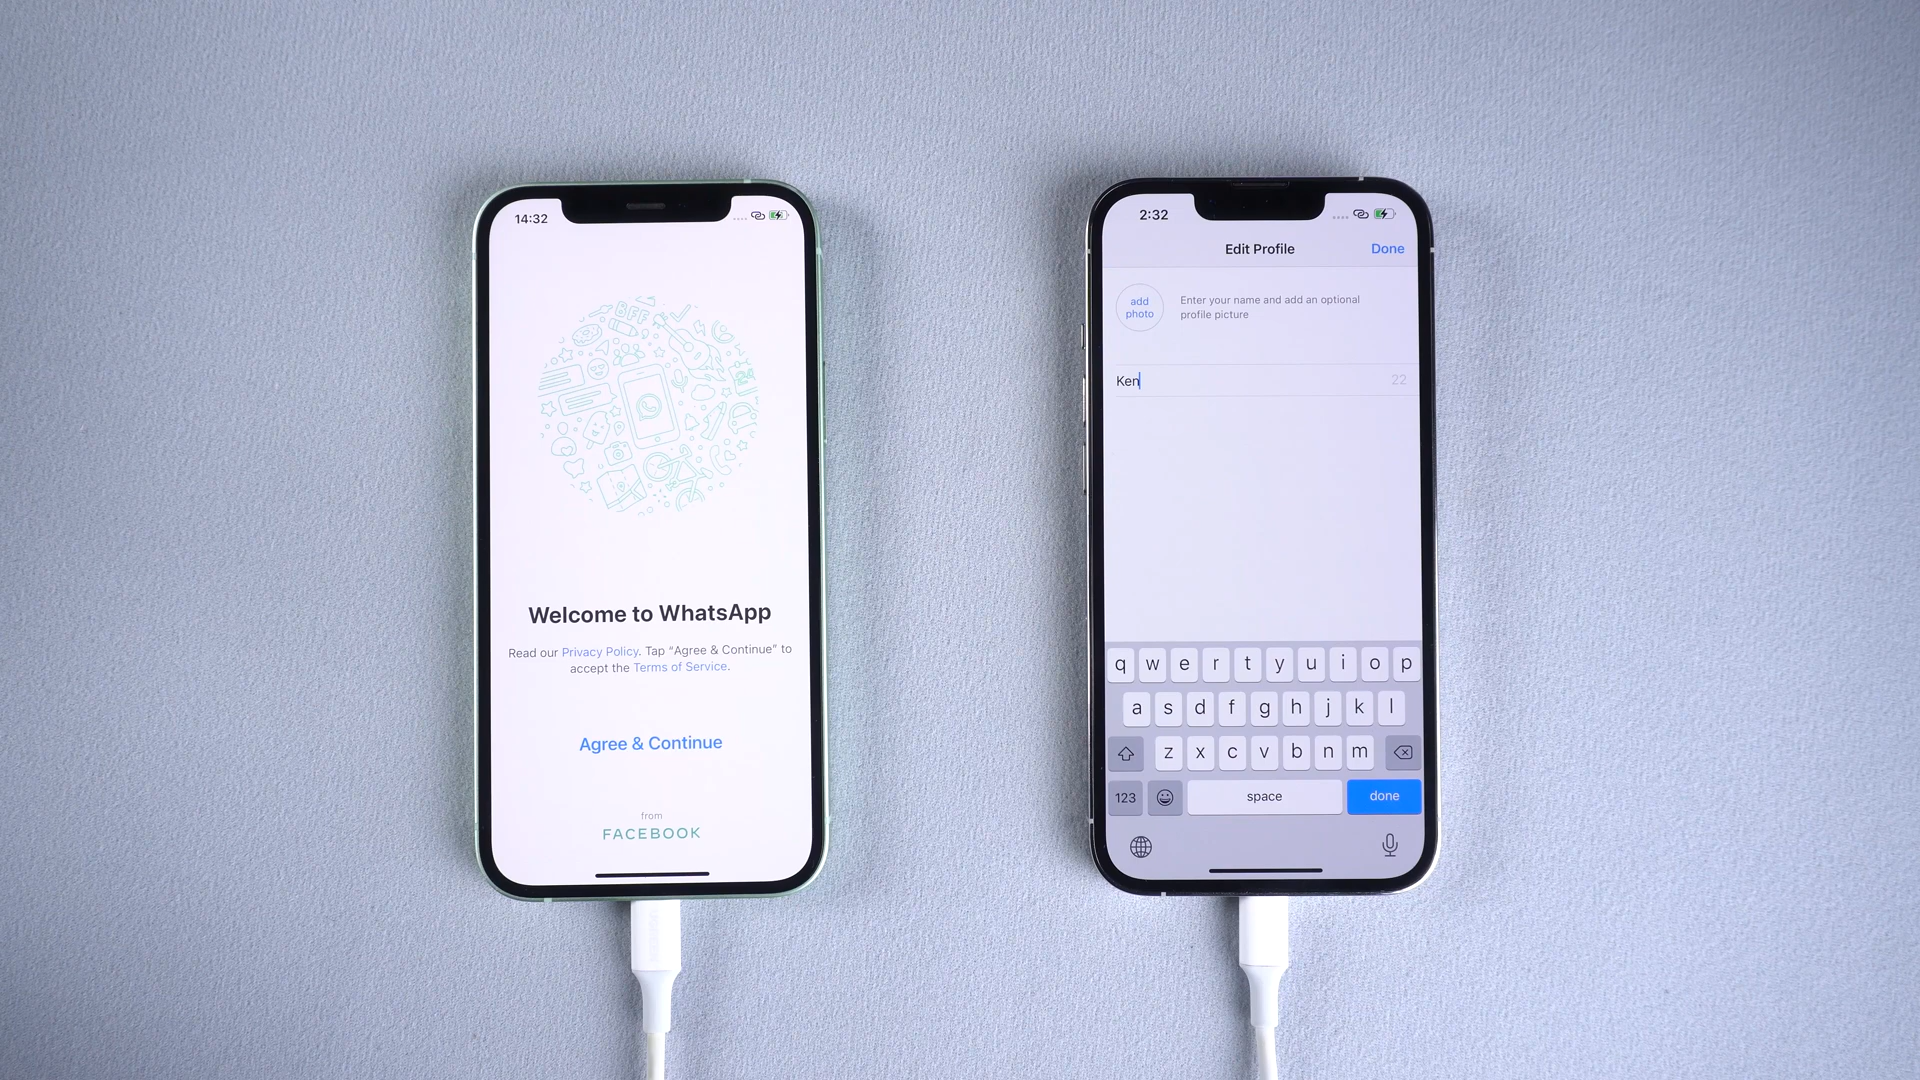 14:32
BFF
24
Welcome to WhatsApp
Read our Privacy Policy. Tap “Agree & Continue” to
accept the Terms of Service.
Agree & Continue
from
FACEBOOK
2:32
Edit Profile
Done
add
photo
Enter your name and add an optional
profile picture
Ken
22
q w e r t y u i o p
a s d f g h j k l
z x c v b n m
123
space
done